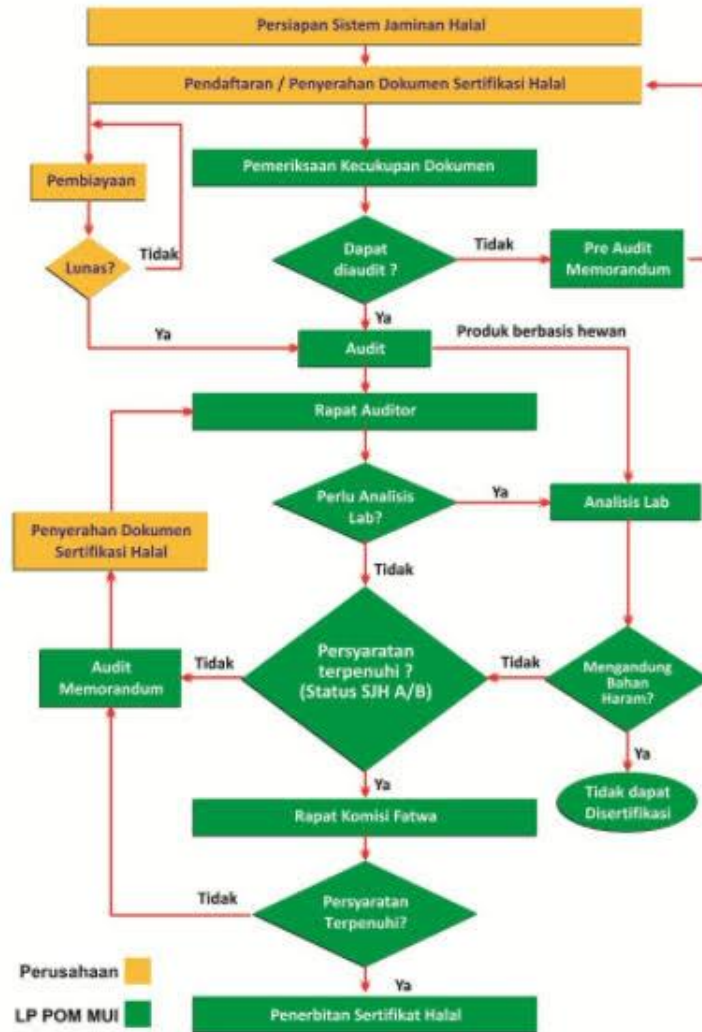 Persiapan Sistem Jaminan Halal
Pendaftaran / Penyerahan Dokumen Sertifikasi Halal
Pembiayaan
Pemeriksaan Kecukupan Dokumen
Lunas?
Tidak
Dapat
diaudit ?
Tidak
Pre Audit
Memorandum
Ya
Ya
Audit
Produk berbasis hewan
Rapat Auditor
Perlu Analisis
Lab?
Ya
Analisis Lab
Penyerahan Dokumen
Sertifikasi Halal
Tidak
Audit
Memorandum
Tidak
Persyaratan
terpenuhi ?
(Status SJH A/B)
Tidak
Mengandung
Bahan
Haram?
Ya
Ya
Tidak dapat
Disertifikasi
Rapat Komisi Fatwa
Tidak
Persyaratan
Terpenuhi?
Ya
Penerbitan Sertifikat Halal
Perusahaan
LP POM MUI